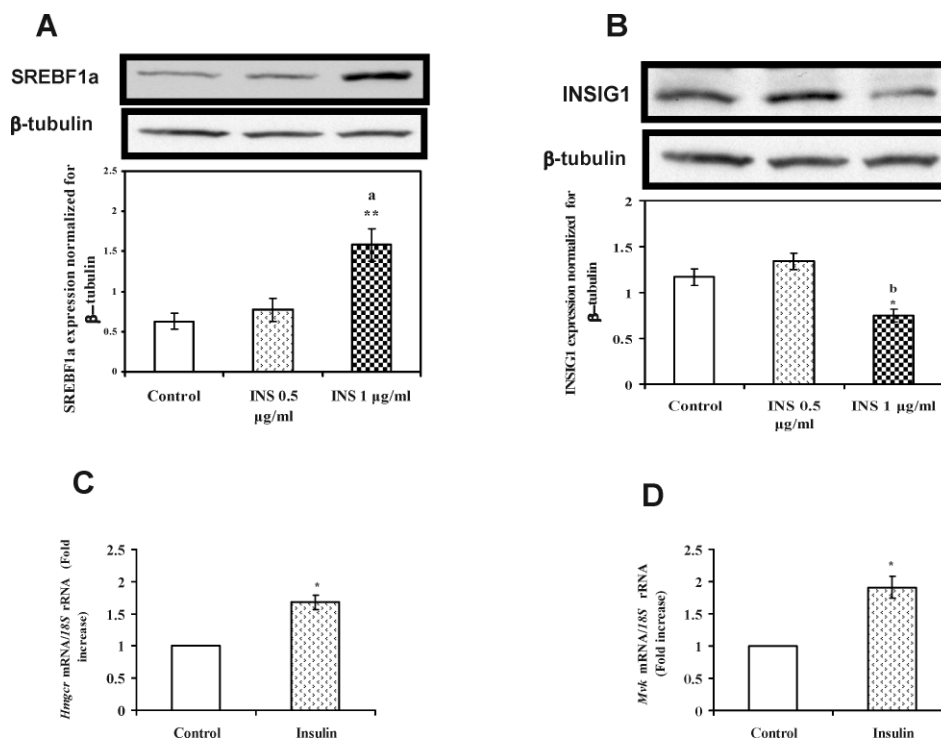 A
SREBF1a
β-tubulin
SREBF1a expression normalized for
β–tubulin
2.5
2
1.5
1
0.5
0
a
**
Control
INS 0.5
µg/ml
INS 1 µg/ml
B
INSIG1
β-tubulin
INSIG1 expression normalized for
β–tubulin
2
1.5
1
0.5
0
b
*
Control
INS 0.5
µg/ml
INS 1 µg/ml
C
Hmgcr mRNA/18S rRNA (Fold
increase)
2.5
2
1.5
1
0.5
0
*
Control
Insulin
D
Mvk mRNA/18S rRNA
(Fold increase)
2.5
2
1.5
1
0.5
0
*
Control
Insulin